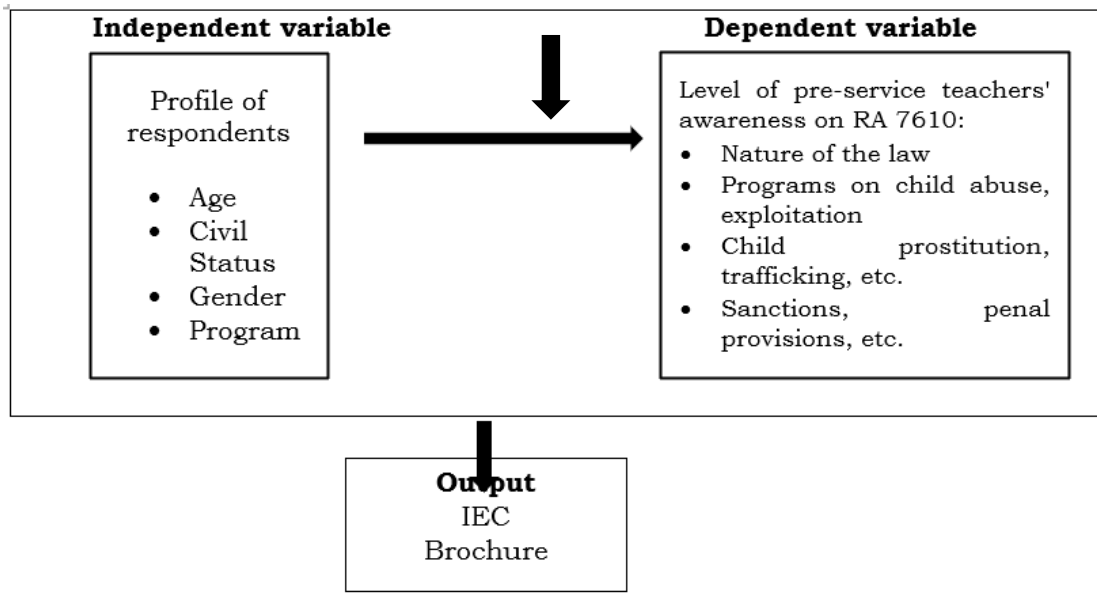 Independent variable
Profile of
respondents
• Age
• Civil
Status
• Gender
• Program
Dependent variable
Level of pre-service teachers'
awareness on RA 7610:
• Nature of the law
• Programs on child abuse,
exploitation
• Child prostitution,
trafficking, etc.
• Sanctions, penal
provisions, etc.
Output
IEC
Brochure